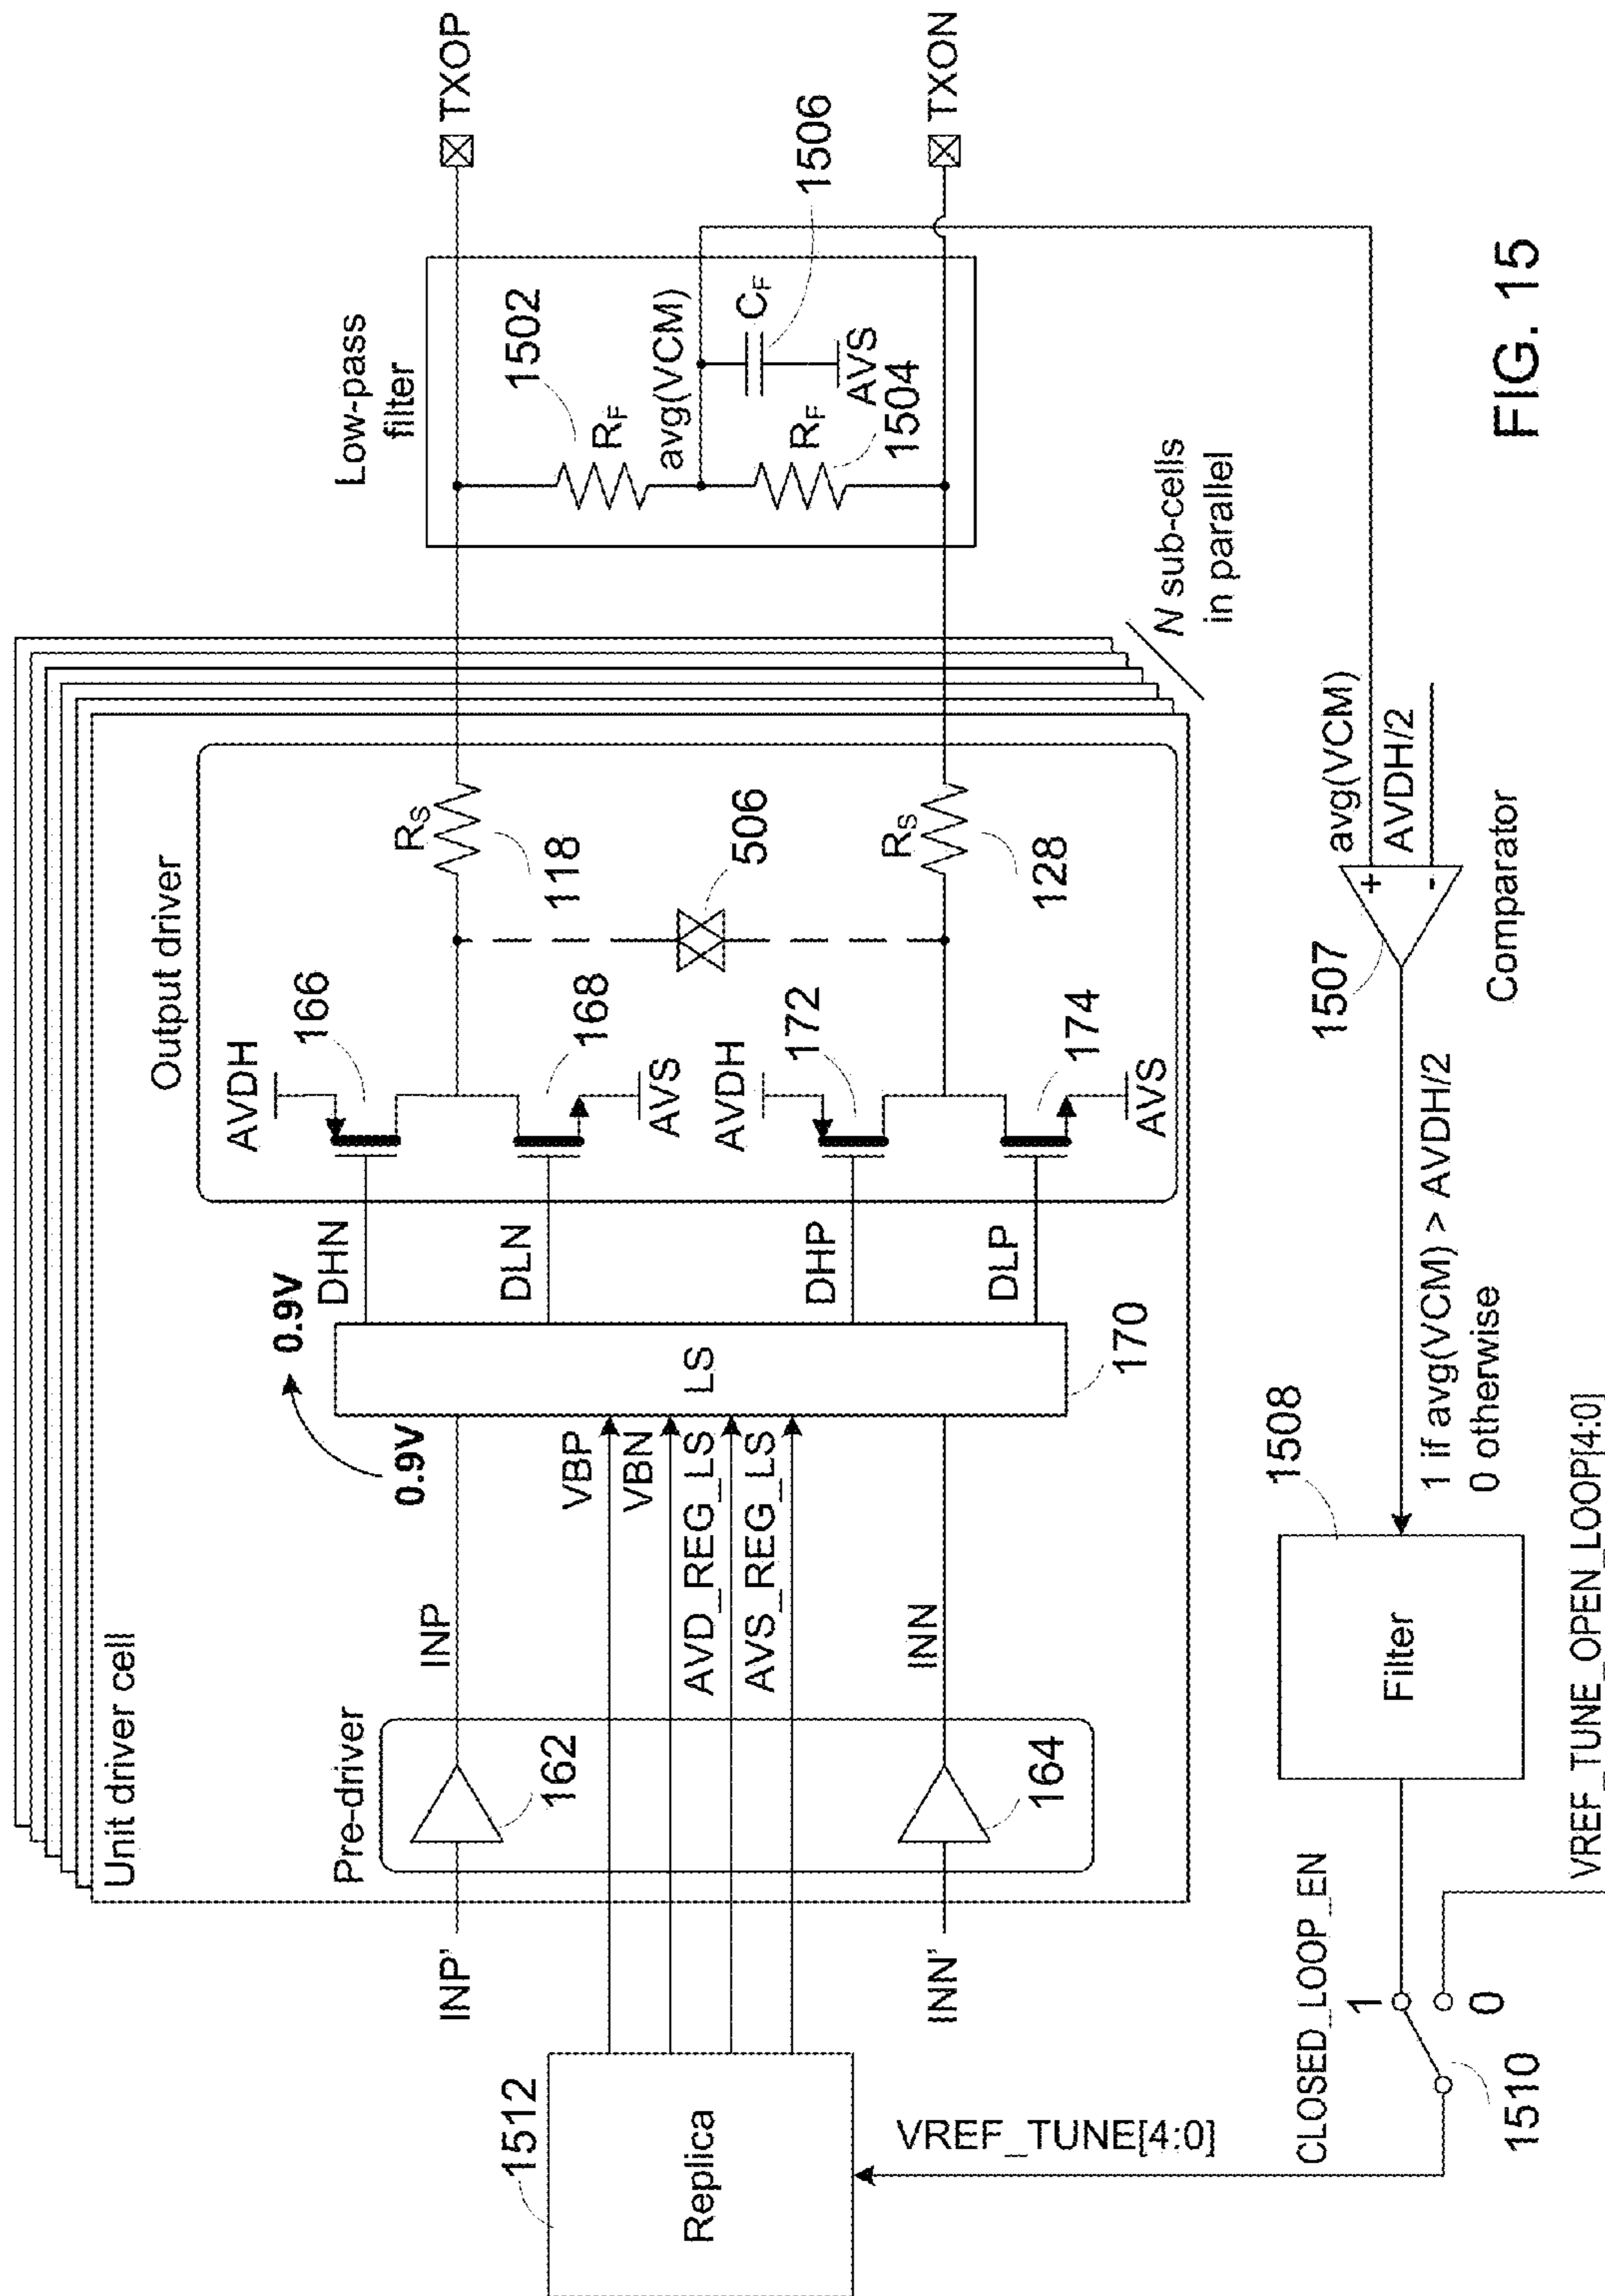 Unit driver cell
Pre-driver
INP'
162
INP
INN'
164
INN
0.9V
0.9V
VBP
VBN
AVD_REG_LS
AVS_REG_LS
LS
170
DHN
DLN
DHP
DLP
Output driver
AVDH
166
168
AVS
AVDH
172
174
AVS
RS
118
506
RS
128
N sub-cells
in parallel
Low-pass
filter
1502
RF
avg(VCM)
CF
1506
AVS
RF
1504
TXOP
TXON
1512
Replica
VREF_TUNE[4:0]
CLOSED_LOOP_EN
1
0
1510
VREF_TUNE_OPEN_LOOP[4:0]
1508
Filter
1 if avg(VCM) > AVDH/2
0 otherwise
1507
+
-
avg(VCM)
AVDH/2
Comparator
FIG. 15